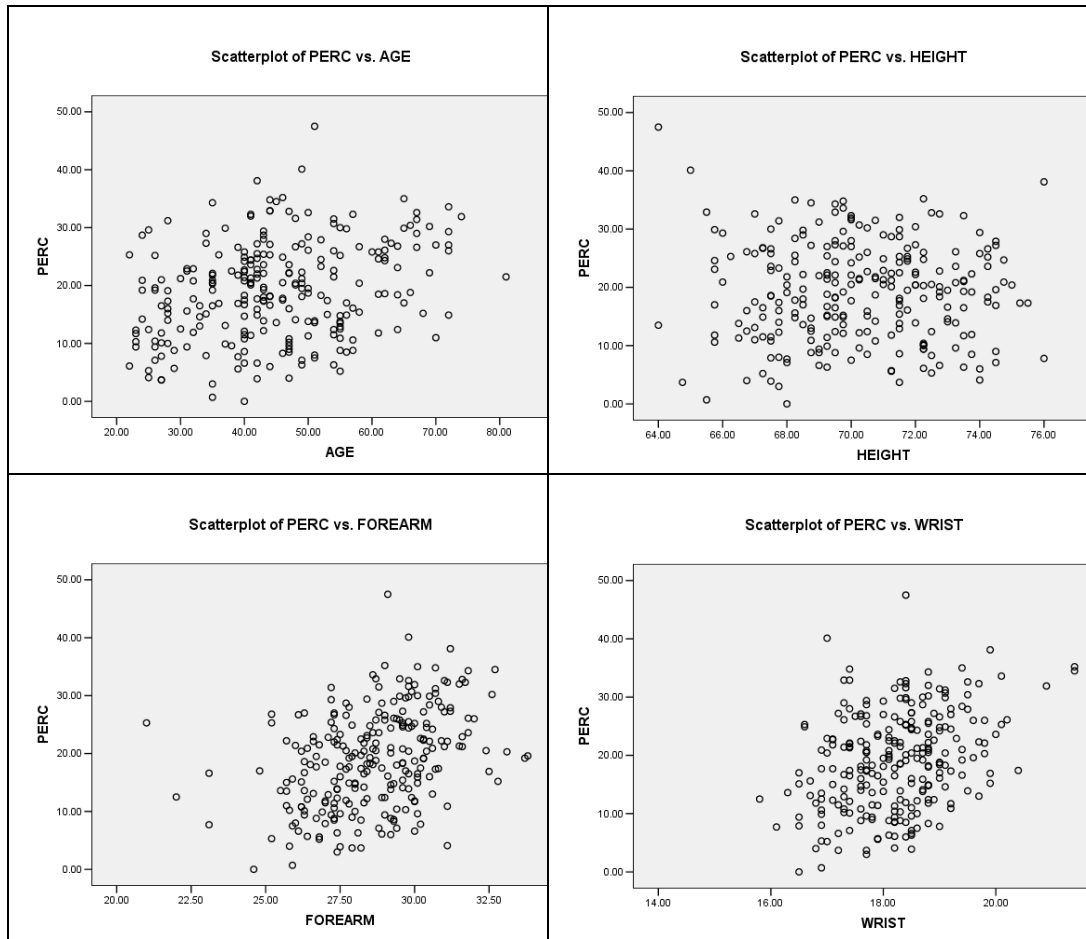 Scatterplot of PERC vs. AGE
PERC
50.00
40.00
30.00
20.00
10.00
0.00
20.00 30.00 40.00 50.00 60.00 70.00 80.00
AGE
Scatterplot of PERC vs. HEIGHT
PERC
50.00
40.00
30.00
20.00
10.00
0.00
64.00 66.00 68.00 70.00 72.00 74.00 76.00
HEIGHT
Scatterplot of PERC vs. FOREARM
PERC
50.00
40.00
30.00
20.00
10.00
0.00
20.00 22.50 25.00 27.50 30.00 32.50
FOREARM
Scatterplot of PERC vs. WRIST
PERC
50.00
40.00
30.00
20.00
10.00
0.00
14.00 16.00 18.00 20.00
WRIST